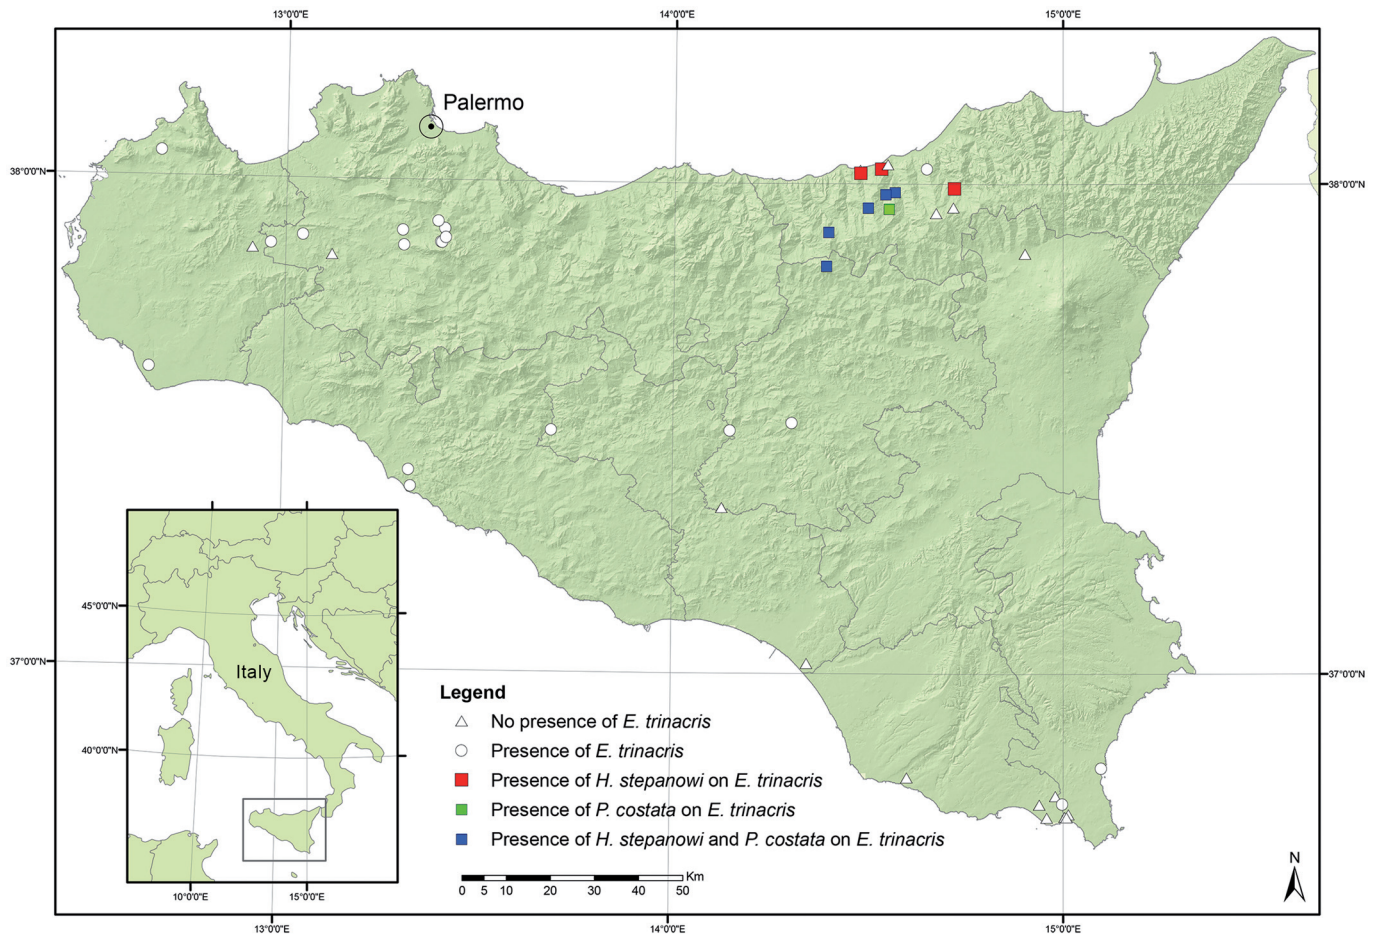 13°0'0"E 14°0'0"E 15°0'0"E
Palermo
38°0'0"N 38°0'0"N
45°0'0"N
Italy
37°0'0"N 37°0'0"N
40°0'0"N
10°0'0"E 15°0'0"E
Legend
No presence of E. trinacris
Presence of E. trinacris
Presence of H. stepanowi on E. trinacris
Presence of P. costata on E. trinacris
Presence of H. stepanowi and P. costata on E. trinacris
Km
0 5 10 20 30 40 50
N
13°0'0"E 14°0'0"E 15°0'0"E